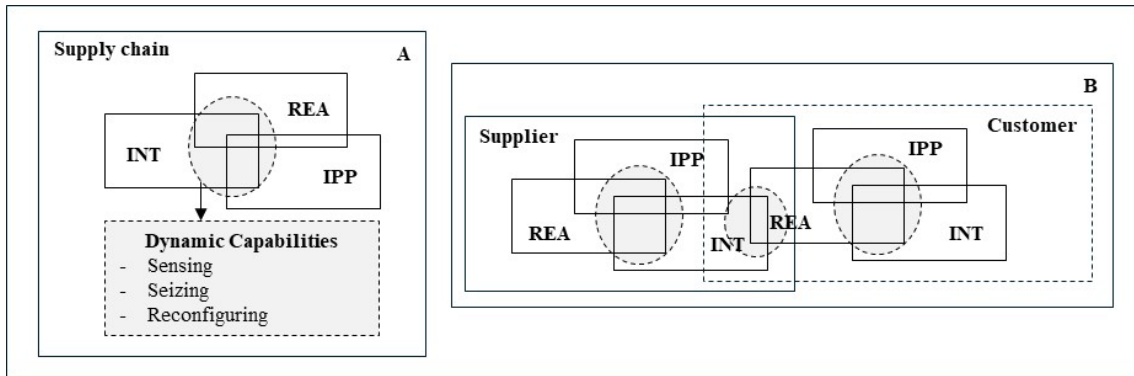 Supply chain
A
REA
INT
IPP
Dynamic Capabilities
- Sensing
- Seizing
- Reconfiguring
B
Supplier
Customer
IPP
REA
INT
REA
IPP
INT